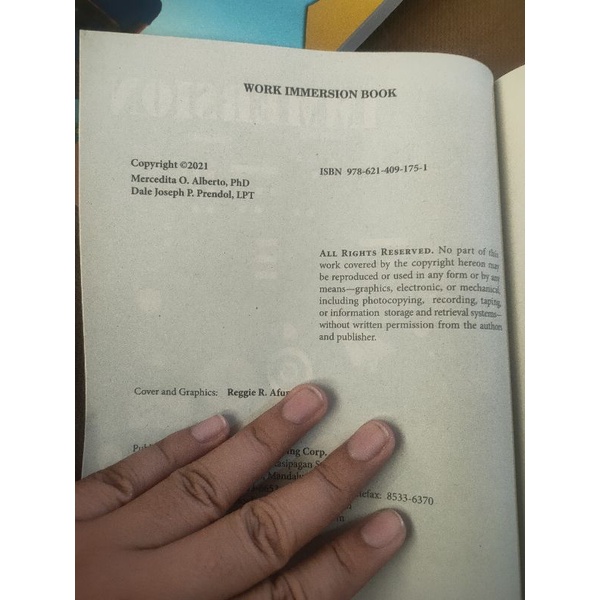 WORK IMMERSION BOOK
Copyright ©2021
Mercedita O. Alberto, PhD
Dale Joseph P. Prendol, LPT
ISBN 978-621-409-175-1
ALL RIGHTS RESERVED. No part of this
work covered by the copyright hereon may
be reproduced or used in any form or by any
means—graphics, electronic, or mechanical,
including photocopying, recording, taping,
or information storage and retrieval systems—
without written permission from the authors
and publisher.
Cover and Graphics: Reggie R.
Corp.
8533-6370